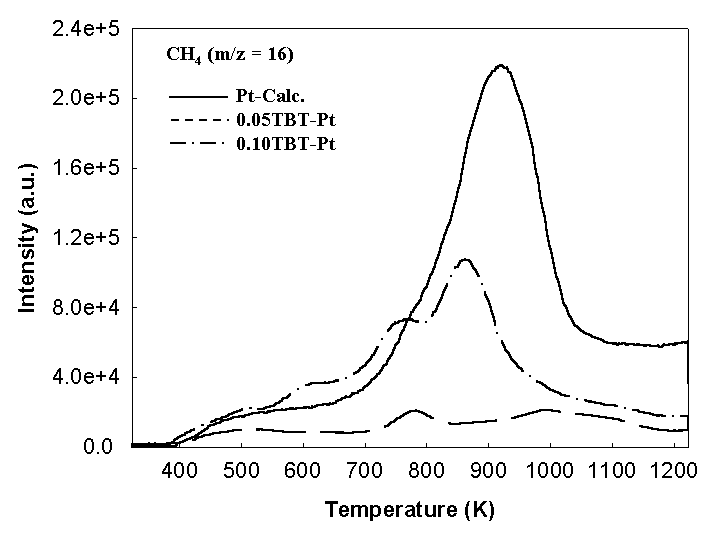 2.4e+5
2.0e+5
1.6e+5
1.2e+5
8.0e+4
4.0e+4
0.0
Intensity (a.u.)
CH₄ (m/z = 16)
Pt-Calc.
0.05TBT-Pt
0.10TBT-Pt
400 500 600 700 800 900 1000 1100 1200
Temperature (K)